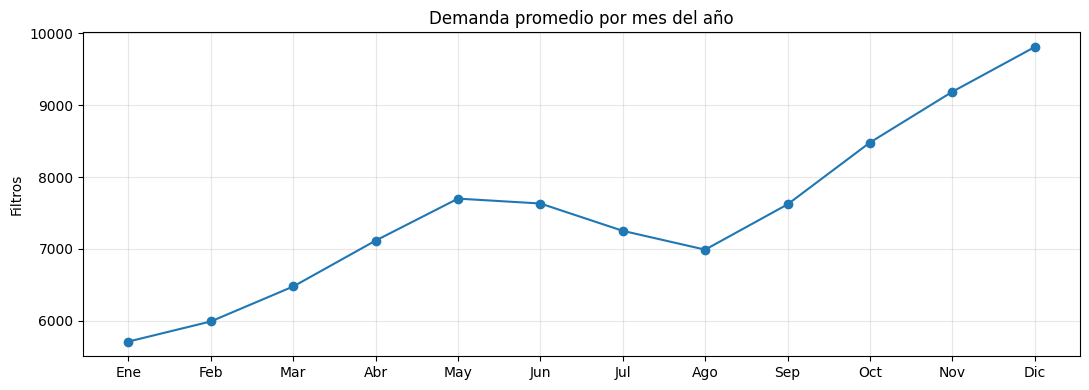 Demanda promedio por mes del año
10000
9000
8000
7000
6000
Filtros
Ene Feb Mar Abr May Jun Jul Ago Sep Oct Nov Dic